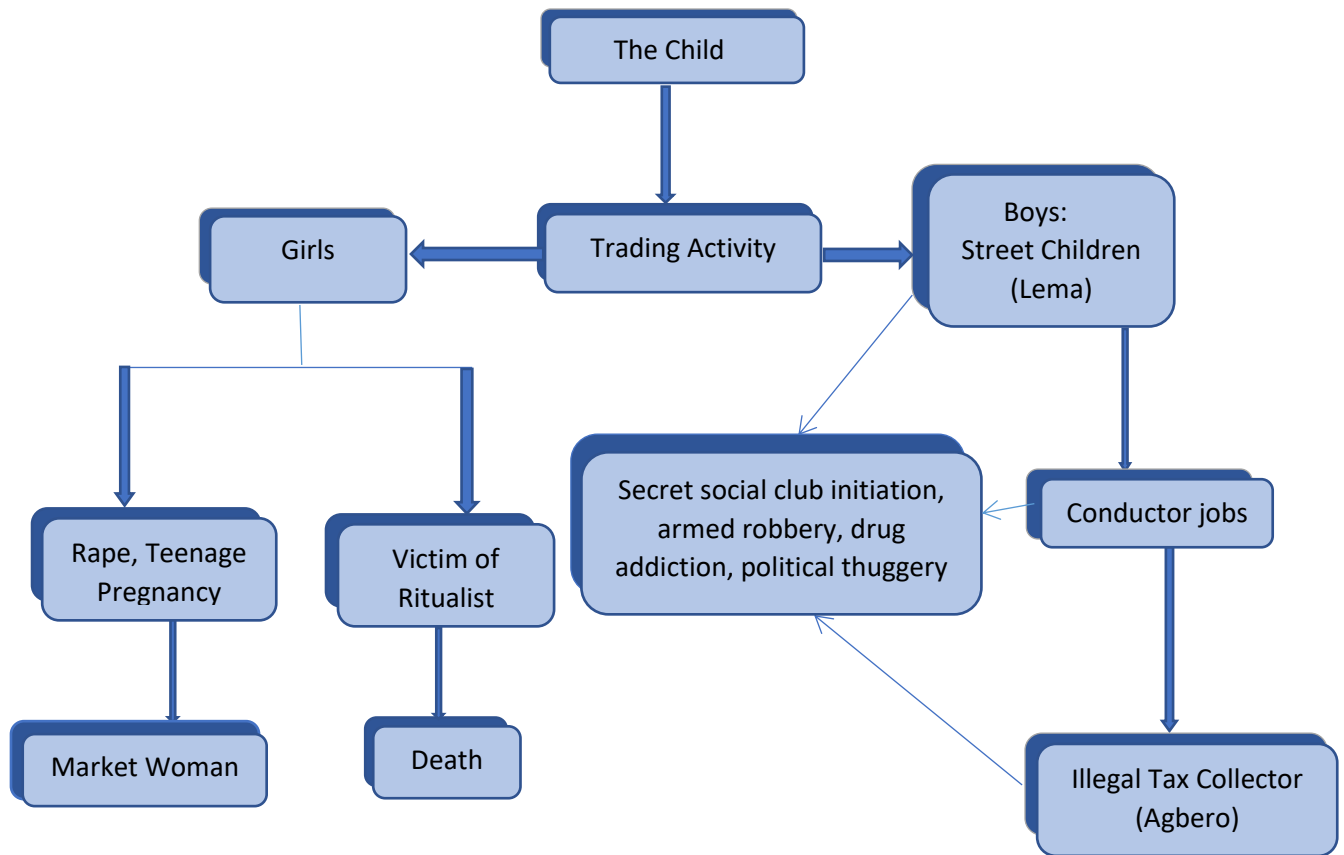 The Child
Girls
Trading Activity
Boys:
Street Children
(Lema)
Secret social club initiation,
armed robbery, drug
addiction, political thuggery
Conductor jobs
Rape, Teenage
Pregnancy
Victim of
Ritualist
Market Woman
Death
Illegal Tax Collector
(Agbero)